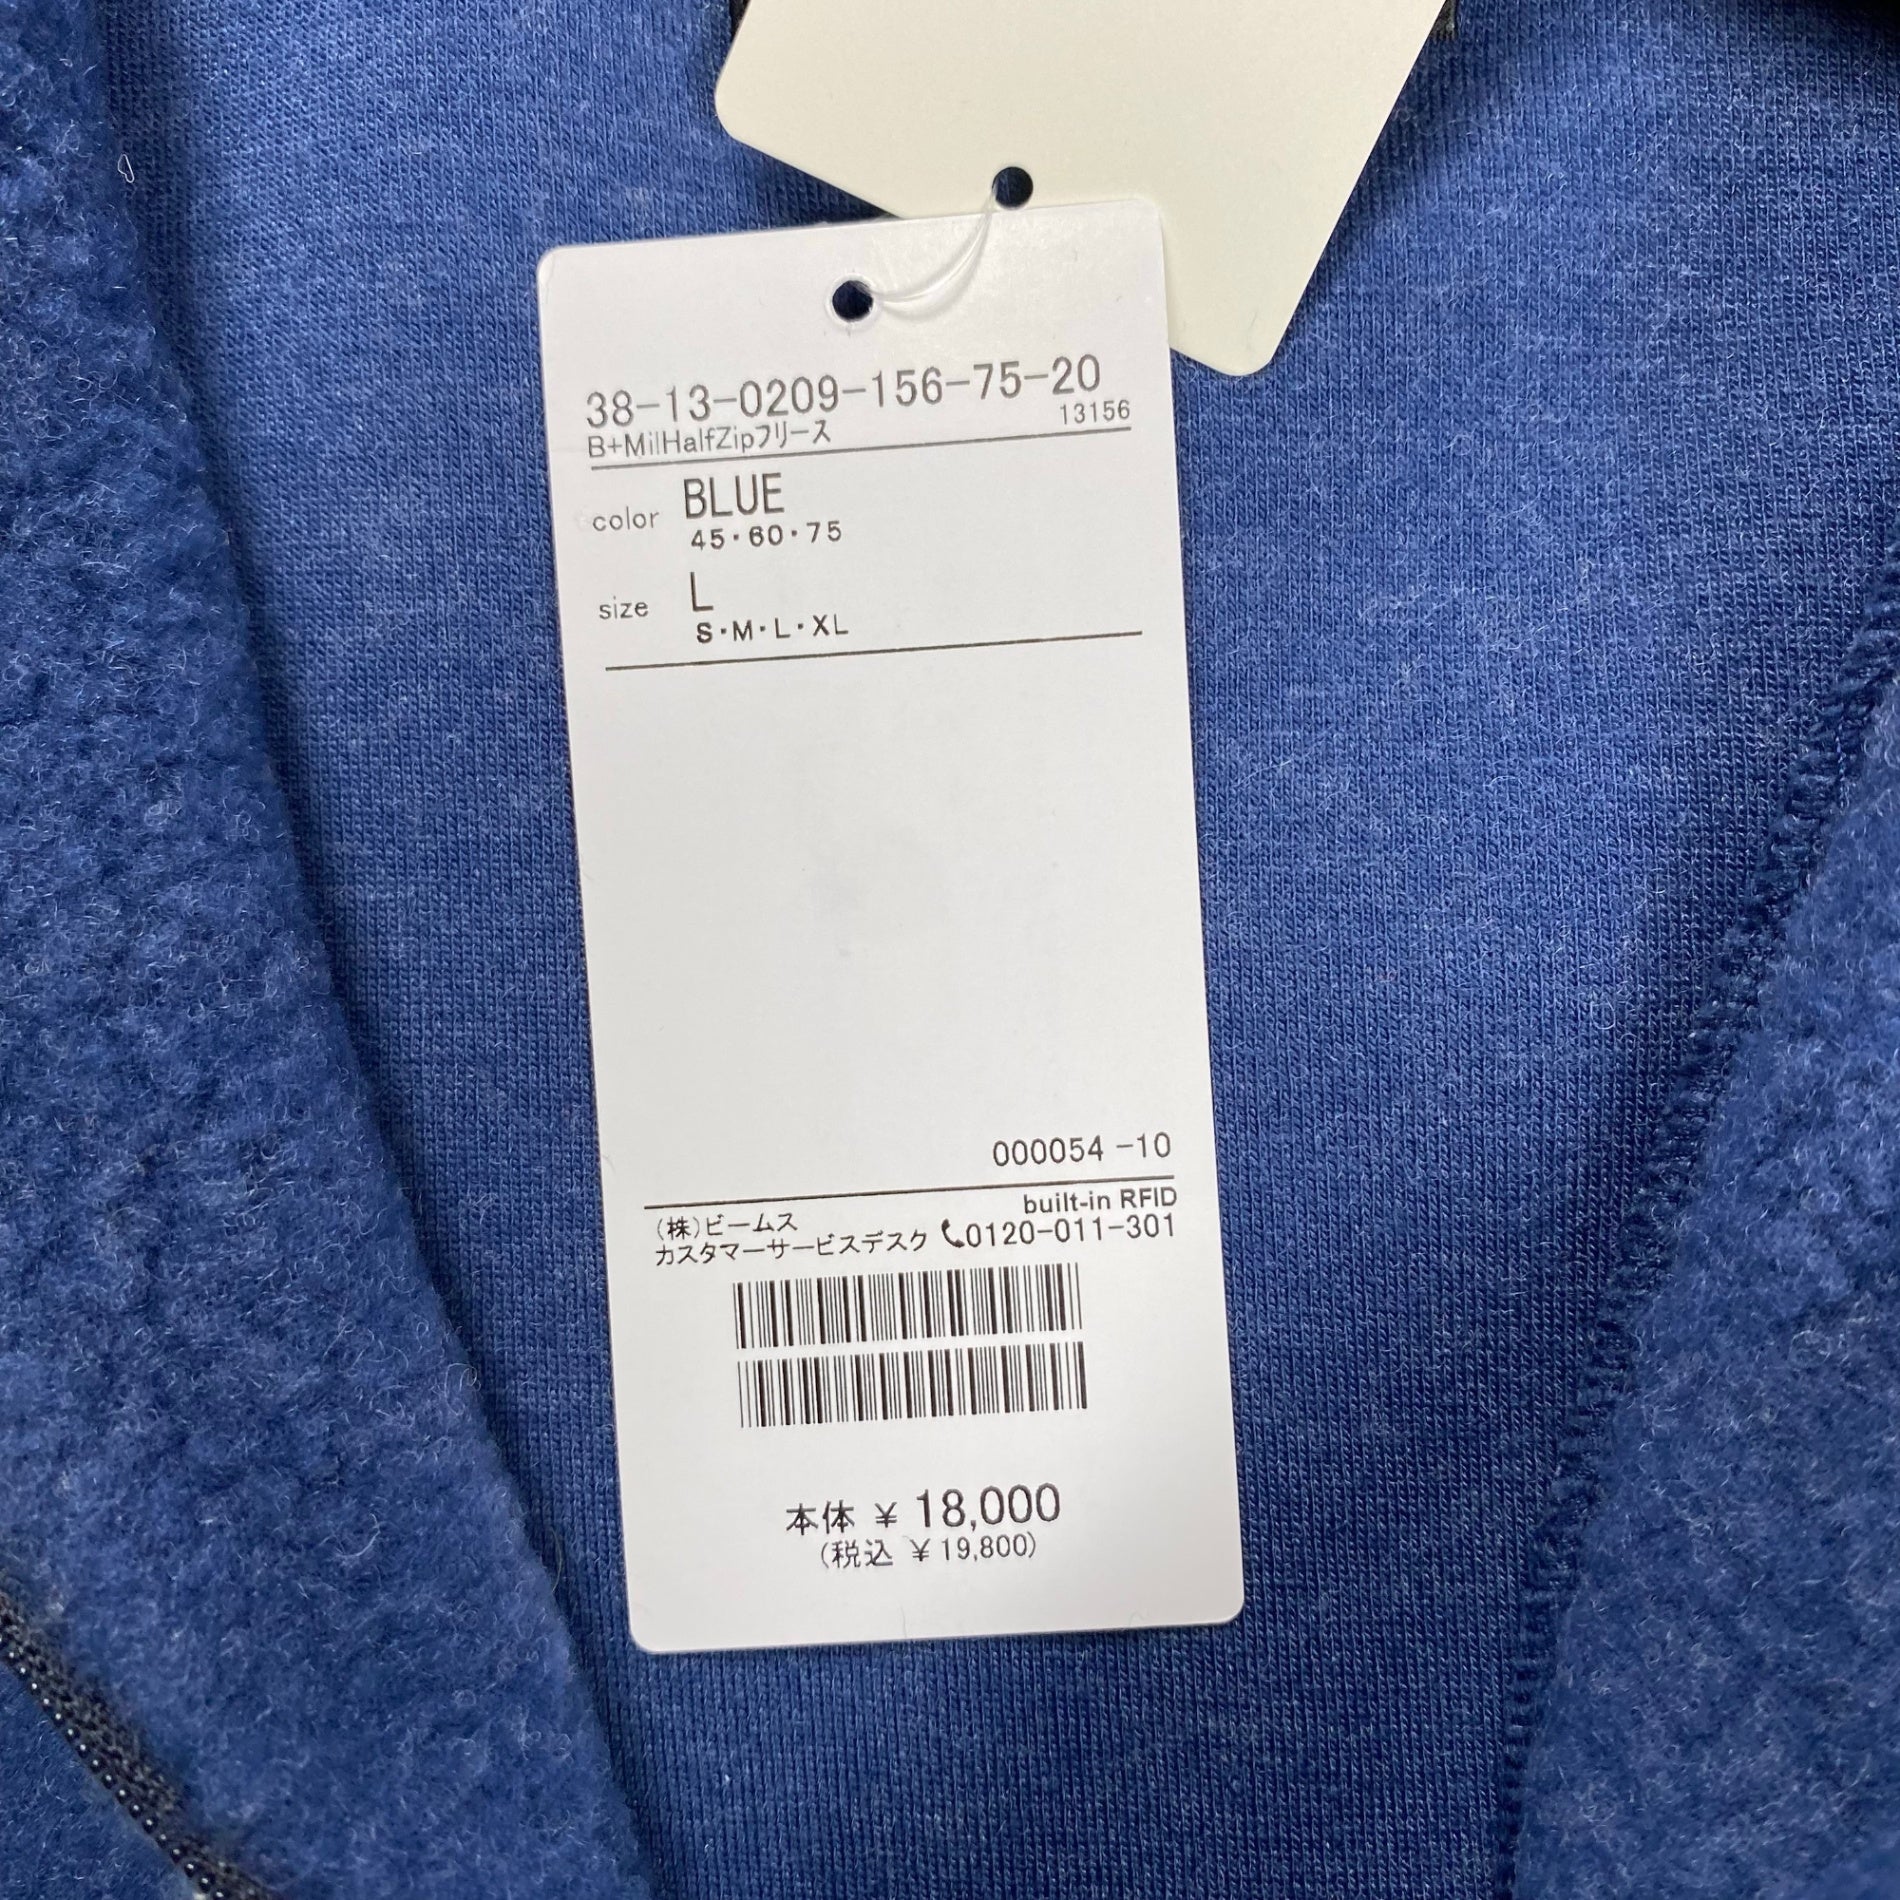 38-13-0209-156-75-20
B+MilHalfZipフリース 13156
color BLUE
45・60・75
size L
S・M・L・XL
000054 -10
built-in RFID
(株)ビームス
カスタマーサービスデスク 0120-011-301
本体 ¥ 18,000
(税込 ¥ 19,800)